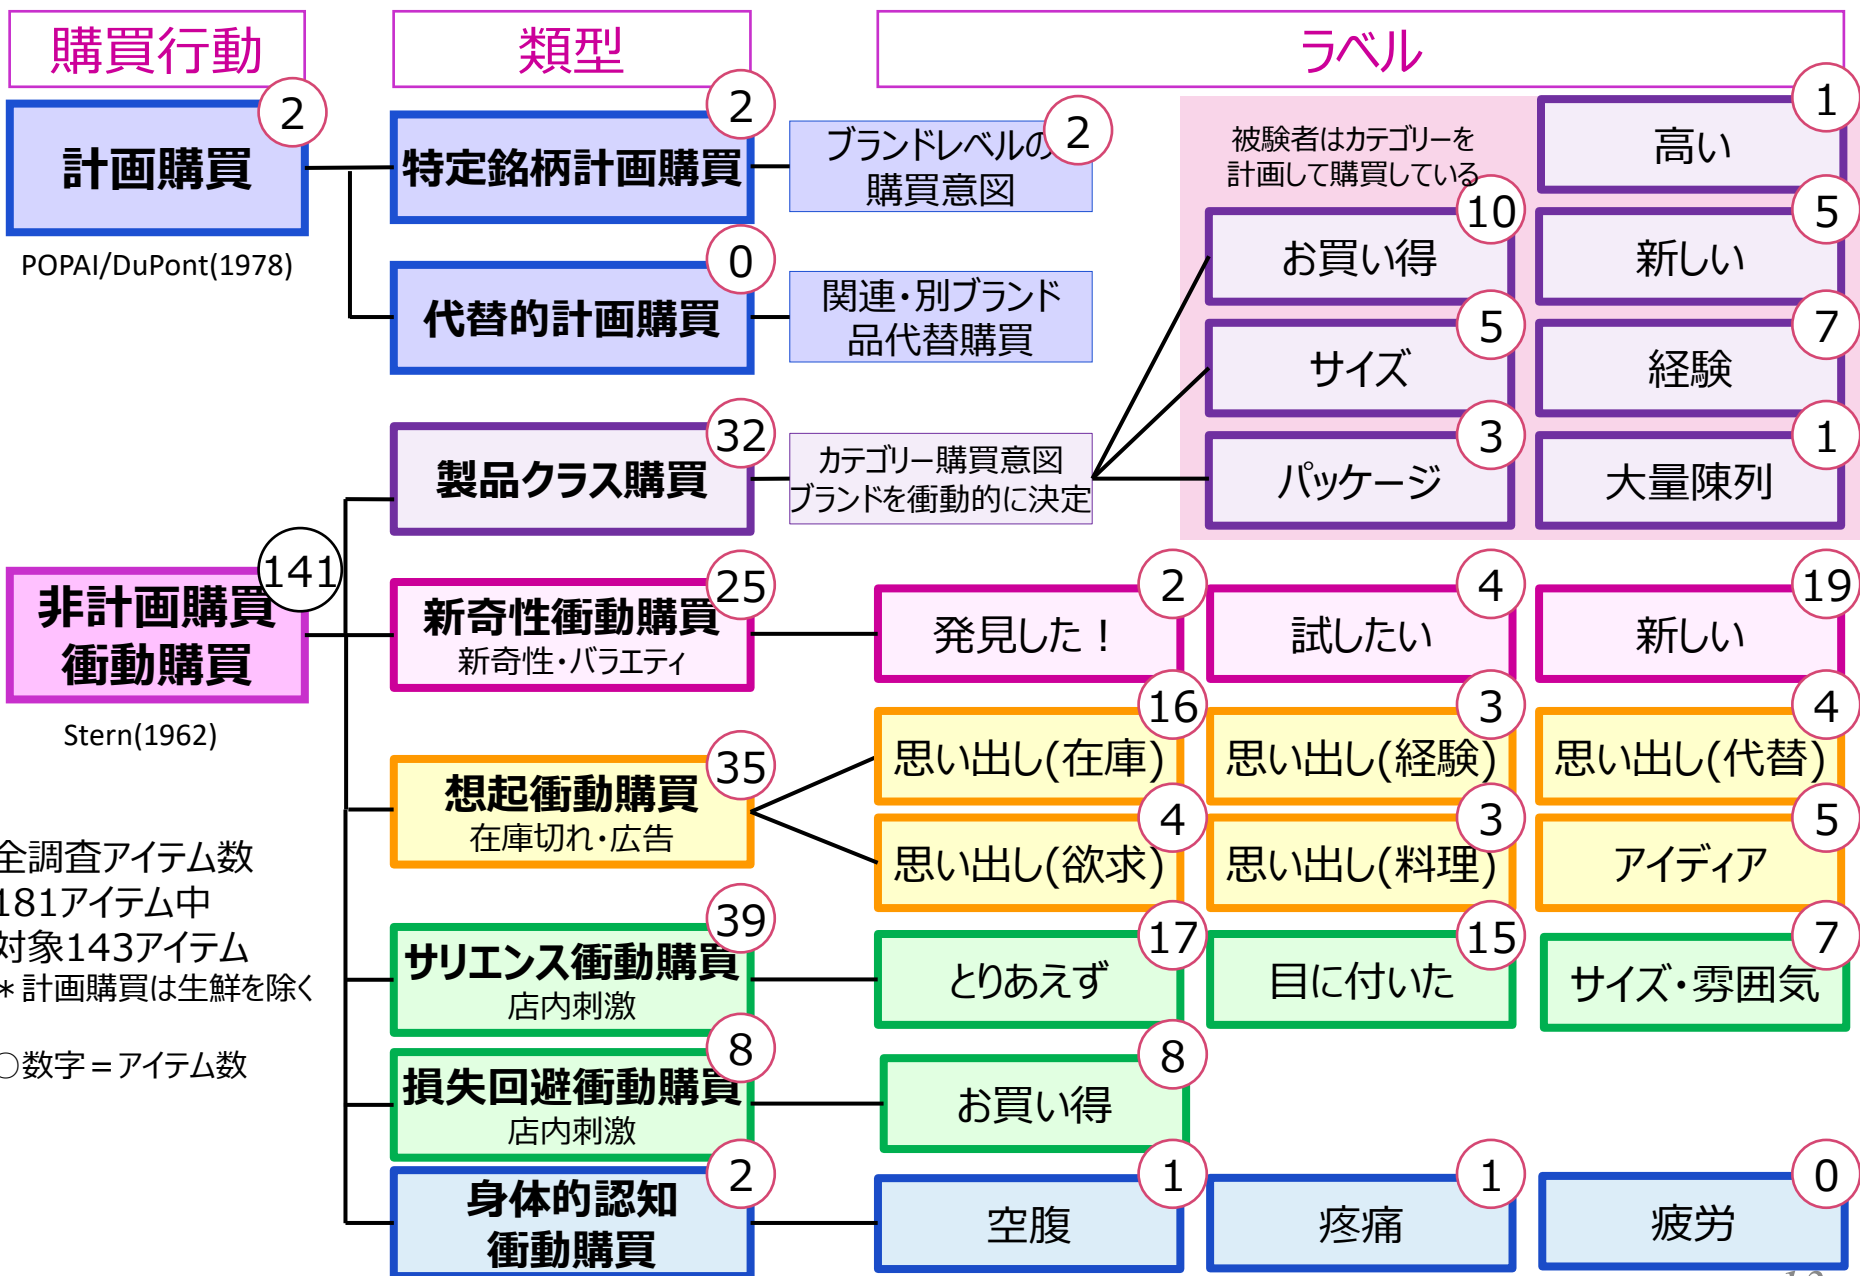 購買行動
類型
ラベル
2
計画購買
POPAI/DuPont(1978)
2
特定銘柄計画購買
2
ブランドレベルの
購買意図
0
代替的計画購買
関連・別ブランド
品代替購買
被験者はカテゴリーを
計画して購買している
1
高い
10
お買い得
5
新しい
5
サイズ
7
経験
3
パッケージ
1
大量陳列
32
製品クラス購買
カテゴリー購買意図
ブランドを衝動的に決定
141
非計画購買
衝動購買
Stern(1962)
25
新奇性衝動購買
新奇性・バラエティ
2
発見した！
4
試したい
19
新しい
35
想起衝動購買
在庫切れ・広告
16
思い出し(在庫)
3
思い出し(経験)
4
思い出し(代替)
4
思い出し(欲求)
3
思い出し(料理)
5
アイディア
39
サリエンス衝動購買
店内刺激
17
とりあえず
15
目に付いた
7
サイズ・雰囲気
8
損失回避衝動購買
店内刺激
8
お買い得
2
身体的認知
衝動購買
1
空腹
1
疼痛
0
疲労
全調査アイテム数
181アイテム中
対象143アイテム
＊計画購買は生鮮を除く
○数字＝アイテム数